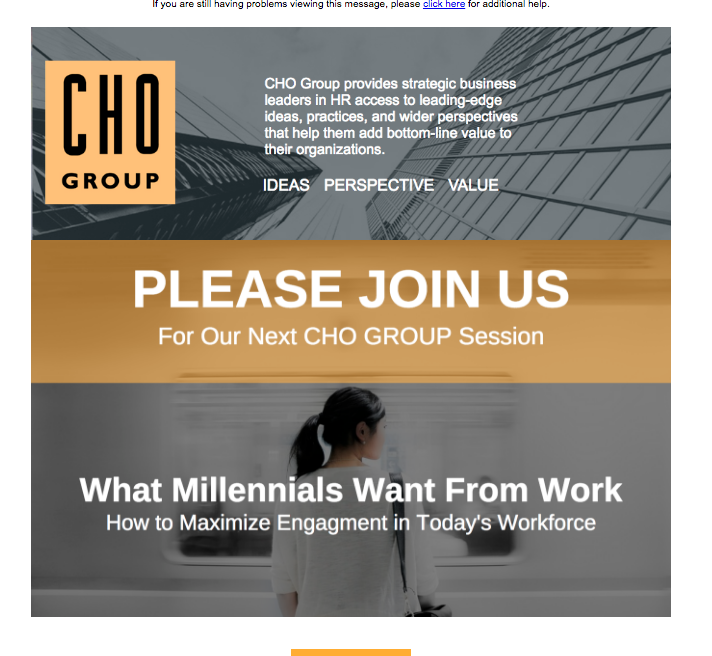 If you are still having problems viewing this message, please click here for additional help.
CHO
GROUP
CHO Group provides strategic business
leaders in HR access to leading-edge
ideas, practices, and wider perspectives
that help them add bottom-line value to
their organizations.
IDEAS PERSPECTIVE VALUE
PLEASE JOIN US
For Our Next CHO GROUP Session
What Millennials Want From Work
How to Maximize Engagment in Today's Workforce